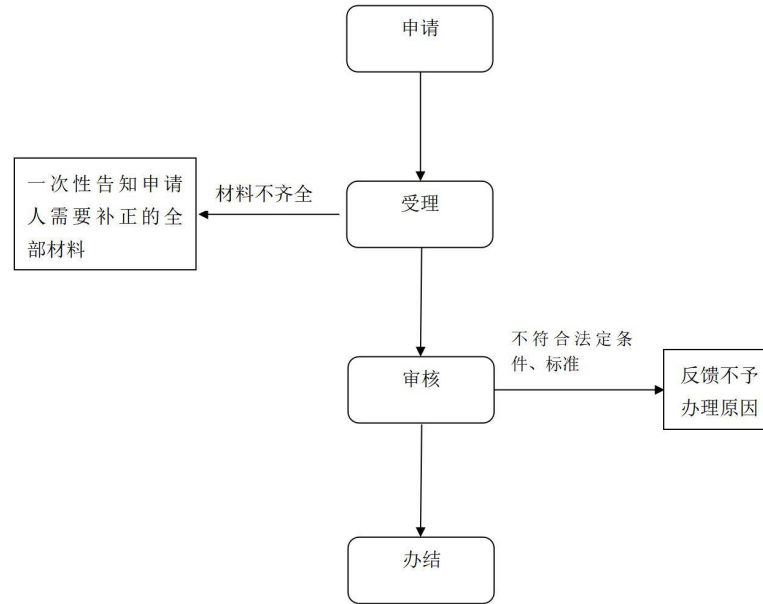 申请
一次性告知申请
人需要补正的全
部材料
材料不齐全
受理
不符合法定条
件、标准
审核
反馈不予
办理原因
办结